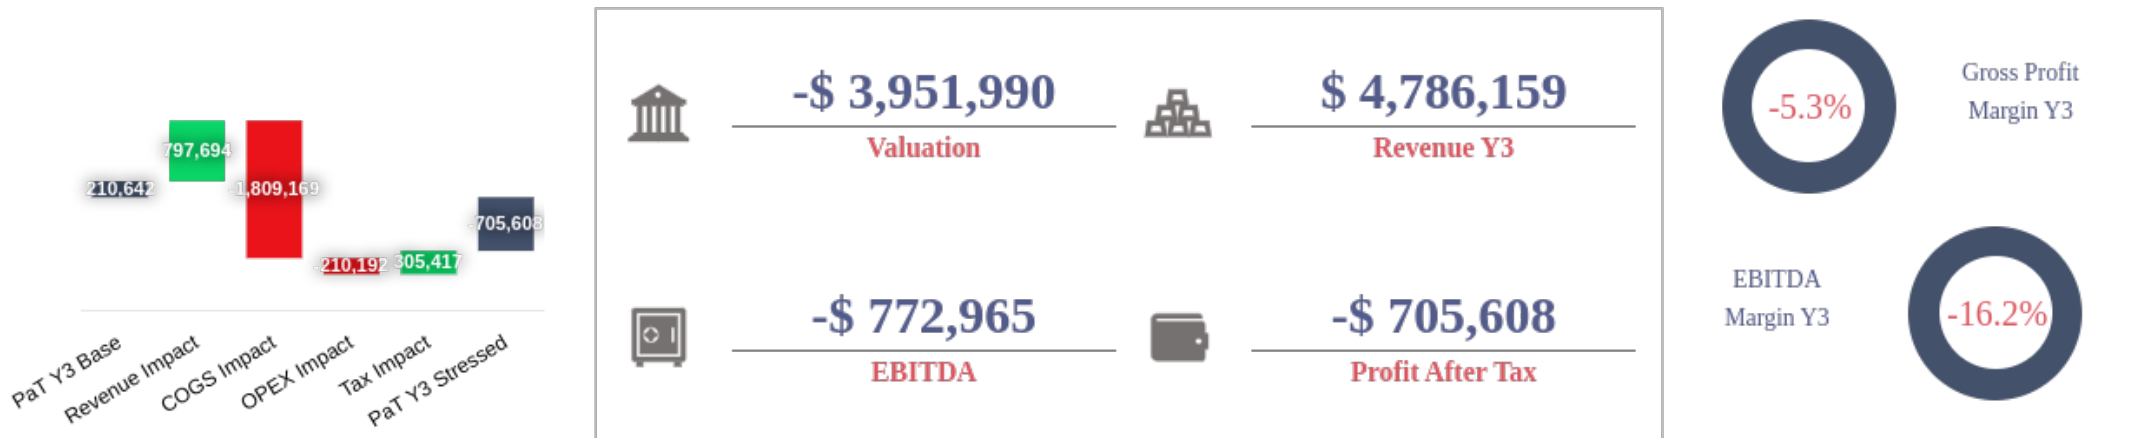 210,642
797,694
-1,809,169
-210,192
305,417
-705,608
PaT Y3 Base
Revenue Impact
COGS Impact
OPEX Impact
Tax Impact
PaT Y3 Stressed
-$ 3,951,990
Valuation
$ 4,786,159
Revenue Y3
-$ 772,965
EBITDA
-$ 705,608
Profit After Tax
-5.3%
Gross Profit
Margin Y3
EBITDA
Margin Y3
-16.2%